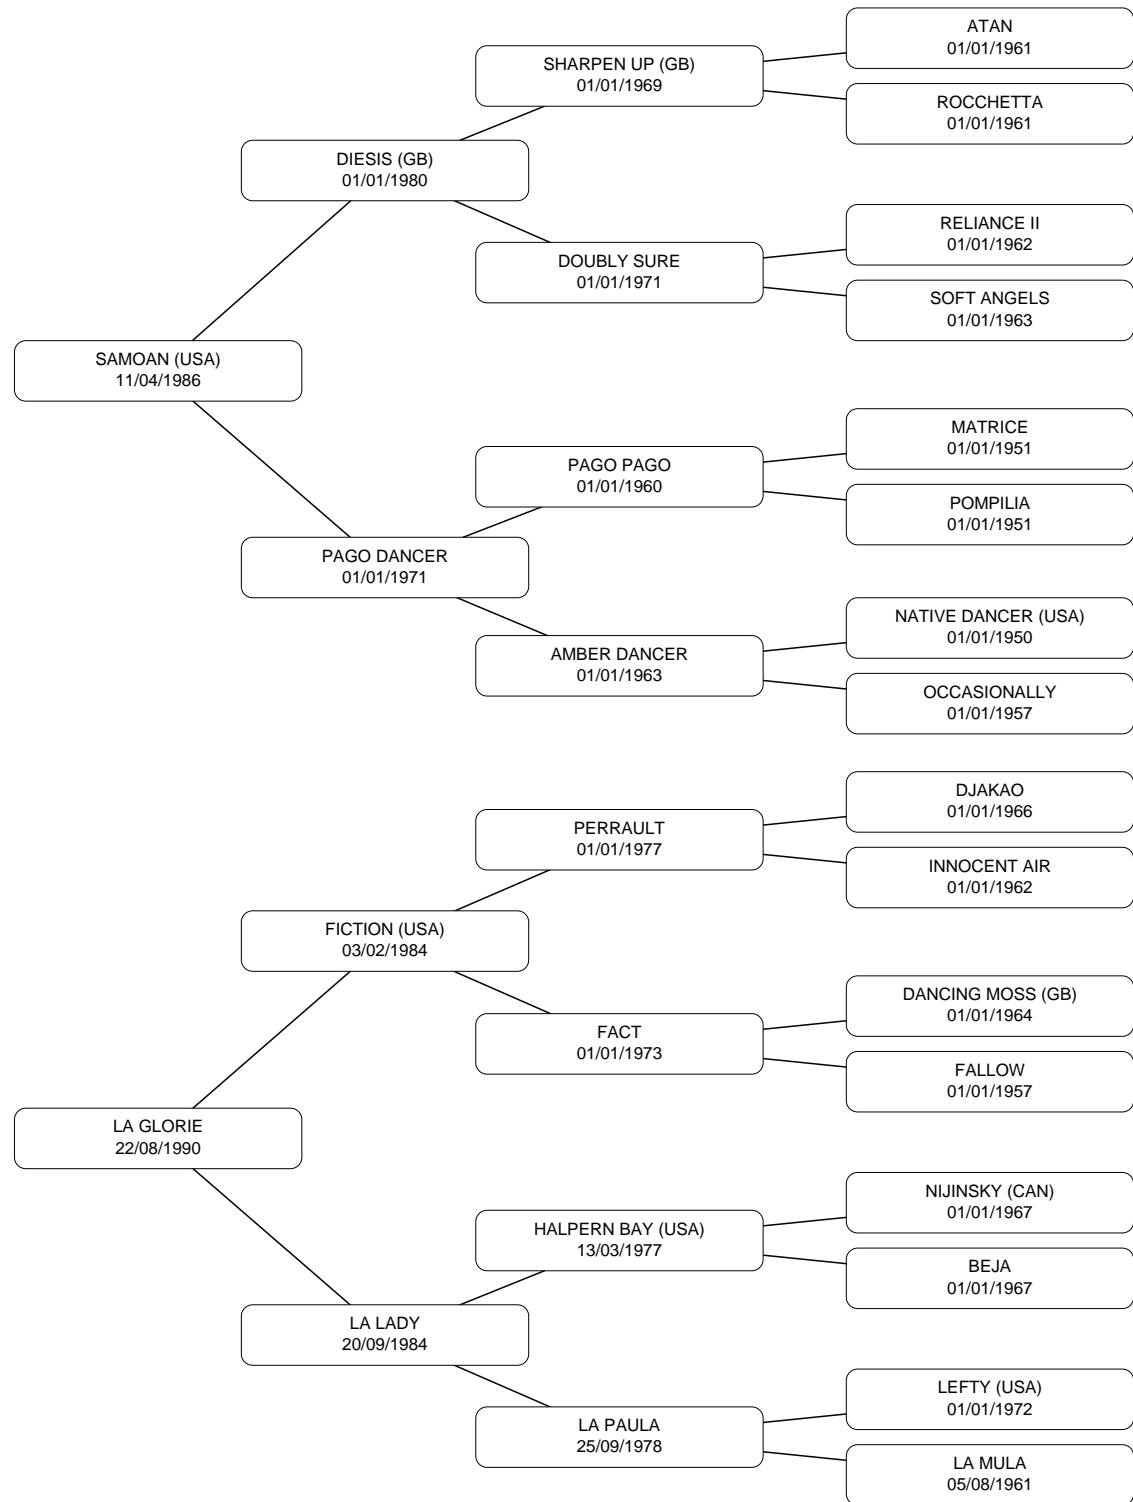 ATAN
01/01/1961
SHARPEN UP (GB)
01/01/1969
ROCCHETTA
01/01/1961
DIESIS (GB)
01/01/1980
RELIANCE II
01/01/1962
DOUBLY SURE
01/01/1971
SOFT ANGELS
01/01/1963
SAMOAN (USA)
11/04/1986
MATRICE
01/01/1951
PAGO PAGO
01/01/1960
POMPILIA
01/01/1951
PAGO DANCER
01/01/1971
NATIVE DANCER (USA)
01/01/1950
AMBER DANCER
01/01/1963
OCCASIONALLY
01/01/1957
DJAKAO
01/01/1966
PERRAULT
01/01/1977
INNOCENT AIR
01/01/1962
FICTION (USA)
03/02/1984
DANCING MOSS (GB)
01/01/1964
FACT
01/01/1973
FALLOW
01/01/1957
LA GLORIE
22/08/1990
NIJINSKY (CAN)
01/01/1967
HALPERN BAY (USA)
13/03/1977
BEJA
01/01/1967
LA LADY
20/09/1984
LEFTY (USA)
01/01/1972
LA PAULA
25/09/1978
LA MULA
05/08/1961